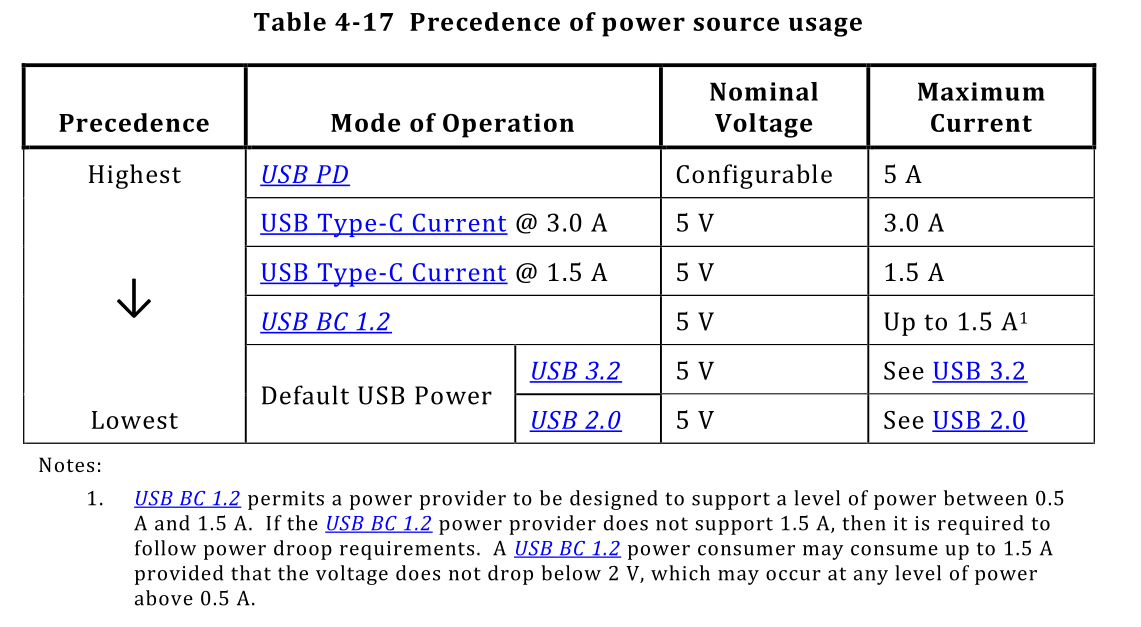 Table 4-17 Precedence of power source usage
Precedence Mode of Operation Nominal Voltage Maximum Current
Highest USB PD Configurable 5 A
USB Type-C Current @ 3.0 A 5 V 3.0 A
USB Type-C Current @ 1.5 A 5 V 1.5 A
↓
USB BC 1.2 5 V Up to 1.5 A¹
Default USB Power USB 3.2 5 V See USB 3.2
Lowest USB 2.0 5 V See USB 2.0
Notes:
1. USB BC 1.2 permits a power provider to be designed to support a level of power between 0.5
A and 1.5 A. If the USB BC 1.2 power provider does not support 1.5 A, then it is required to
follow power droop requirements. A USB BC 1.2 power consumer may consume up to 1.5 A
provided that the voltage does not drop below 2 V, which may occur at any level of power
above 0.5 A.